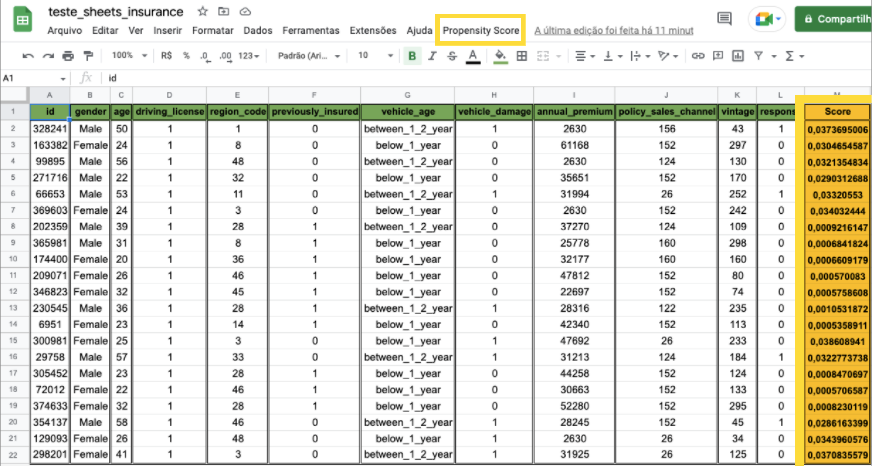 teste_sheets_insurance
Arquivo Editar Ver Inserir Formatar Dados Ferramentas Extensões Ajuda Propensity Score A última edição foi feita há 11 minut
Compartilh
100% R$ % .0 .00 123 Padrão (Ari... 10 B I S A
A1 fx id
A B C D E F G H I J K L M
1 id gender age driving_license region_code previously_insured vehicle_age vehicle_damage annual_premium policy_sales_channel vintage respons Score
2 328241 Male 50 1 1 0 between_1_2_year 1 2630 156 43 1 0,0373695006
3 163382 Female 24 1 8 0 below_1_year 0 61168 152 297 0 0,0304654587
4 99895 Male 56 1 48 0 between_1_2_year 0 2630 124 130 0 0,0321354834
5 271716 Male 22 1 32 0 below_1_year 0 35651 152 170 0 0,0290312688
6 66653 Male 53 1 11 0 between_1_2_year 1 31994 26 252 1 0,03320553
7 369603 Female 24 1 3 0 below_1_year 0 2630 152 242 0 0,034032444
8 202359 Male 39 1 28 1 between_1_2_year 0 37270 124 109 0 0,0009216147
9 365981 Male 31 1 8 1 below_1_year 0 25778 160 298 0 0,0006841824
10 174400 Female 20 1 36 1 below_1_year 0 32177 160 160 0 0,0006609179
11 209071 Female 26 1 46 1 below_1_year 0 47812 152 80 0 0,000570083
12 346823 Female 32 1 45 1 below_1_year 0 22697 152 74 0 0,0005758608
13 230545 Male 36 1 28 1 between_1_2_year 1 28316 122 235 0 0,0010531872
14 6951 Female 23 1 14 1 below_1_year 0 42340 152 113 0 0,0005358911
15 300981 Female 25 1 3 0 below_1_year 1 47692 26 233 0 0,038608941
16 29758 Male 57 1 33 0 between_1_2_year 1 31213 124 184 1 0,0322773738
17 305452 Male 23 1 28 1 below_1_year 0 44258 152 124 0 0,0008470697
18 72012 Female 22 1 46 1 below_1_year 0 30663 152 133 0 0,0005706587
19 374633 Female 32 1 28 1 below_1_year 0 52280 152 295 0 0,0008230119
20 354137 Male 58 1 46 0 between_1_2_year 1 28245 152 45 1 0,0286163399
21 129093 Female 26 1 48 0 below_1_year 1 2630 26 34 0 0,0343960576
22 298201 Female 41 1 3 0 between_1_2_year 1 31925 26 125 0 0,0370835579